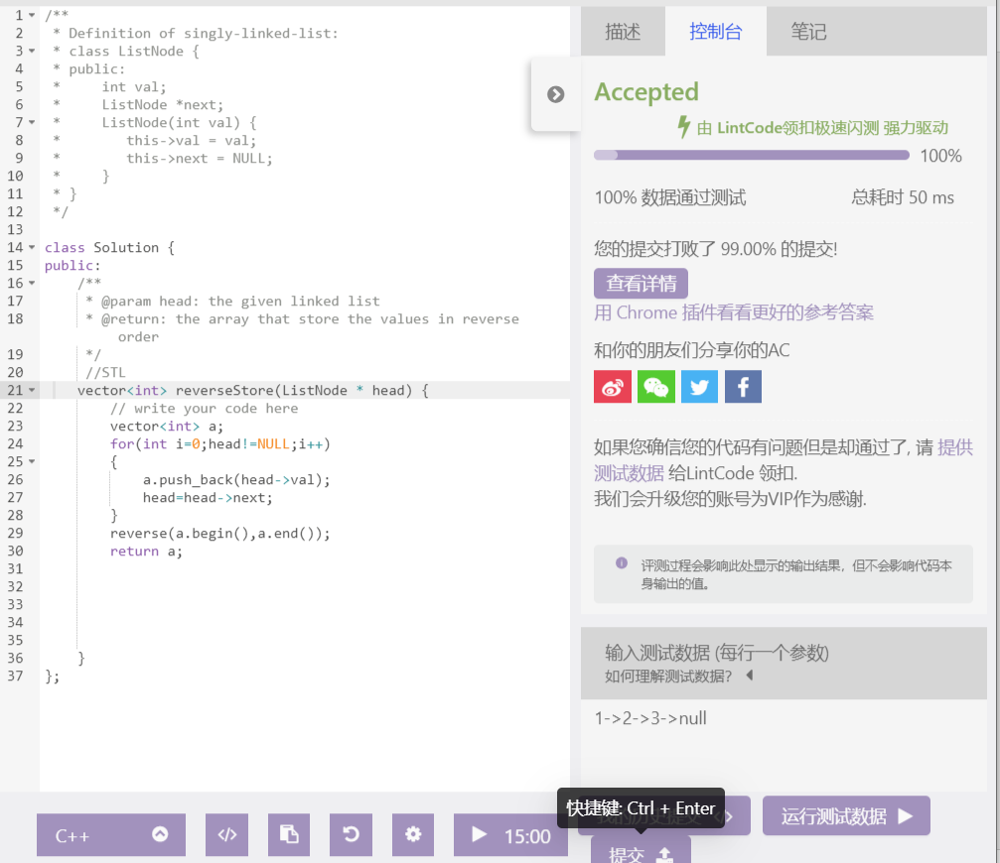 1 /**
2  * Definition of singly-linked-list:
3  * class ListNode {
4  * public:
5  *     int val;
6  *     ListNode *next;
7  *     ListNode(int val) {
8  *        this->val = val;
9  *        this->next = NULL;
10  *     }
11  * }
12  */
13
14 class Solution {
15 public:
16     /**
17      * @param head: the given linked list
18      * @return: the array that store the values in reverse
order
19      */
20      //STL
21     vector<int> reverseStore(ListNode * head) {
22         // write your code here
23         vector<int> a;
24         for(int i=0;head!=NULL;i++)
25         {
26             a.push_back(head->val);
27             head=head->next;
28         }
29         reverse(a.begin(),a.end());
30         return a;
31
32
33
34
35
36     }
37 };
C++
</>
15:00
描述 控制台 笔记
Accepted
由 LintCode领扣极速闪测 强力驱动
100%
100% 数据通过测试 总耗时 50 ms
您的提交打败了 99.00% 的提交!
查看详情
用 Chrome 插件看看更好的参考答案
和你的朋友们分享你的AC
如果您确信您的代码有问题但是却通过了, 请 提供
测试数据 给LintCode 领扣.
我们会升级您的账号为VIP作为感谢.
评测过程会影响此处显示的输出结果，但不会影响代码本
身输出的值。
输入测试数据 (每行一个参数)
如何理解测试数据?
1->2->3->null
快捷键: Ctrl + Enter
运行测试数据
提交